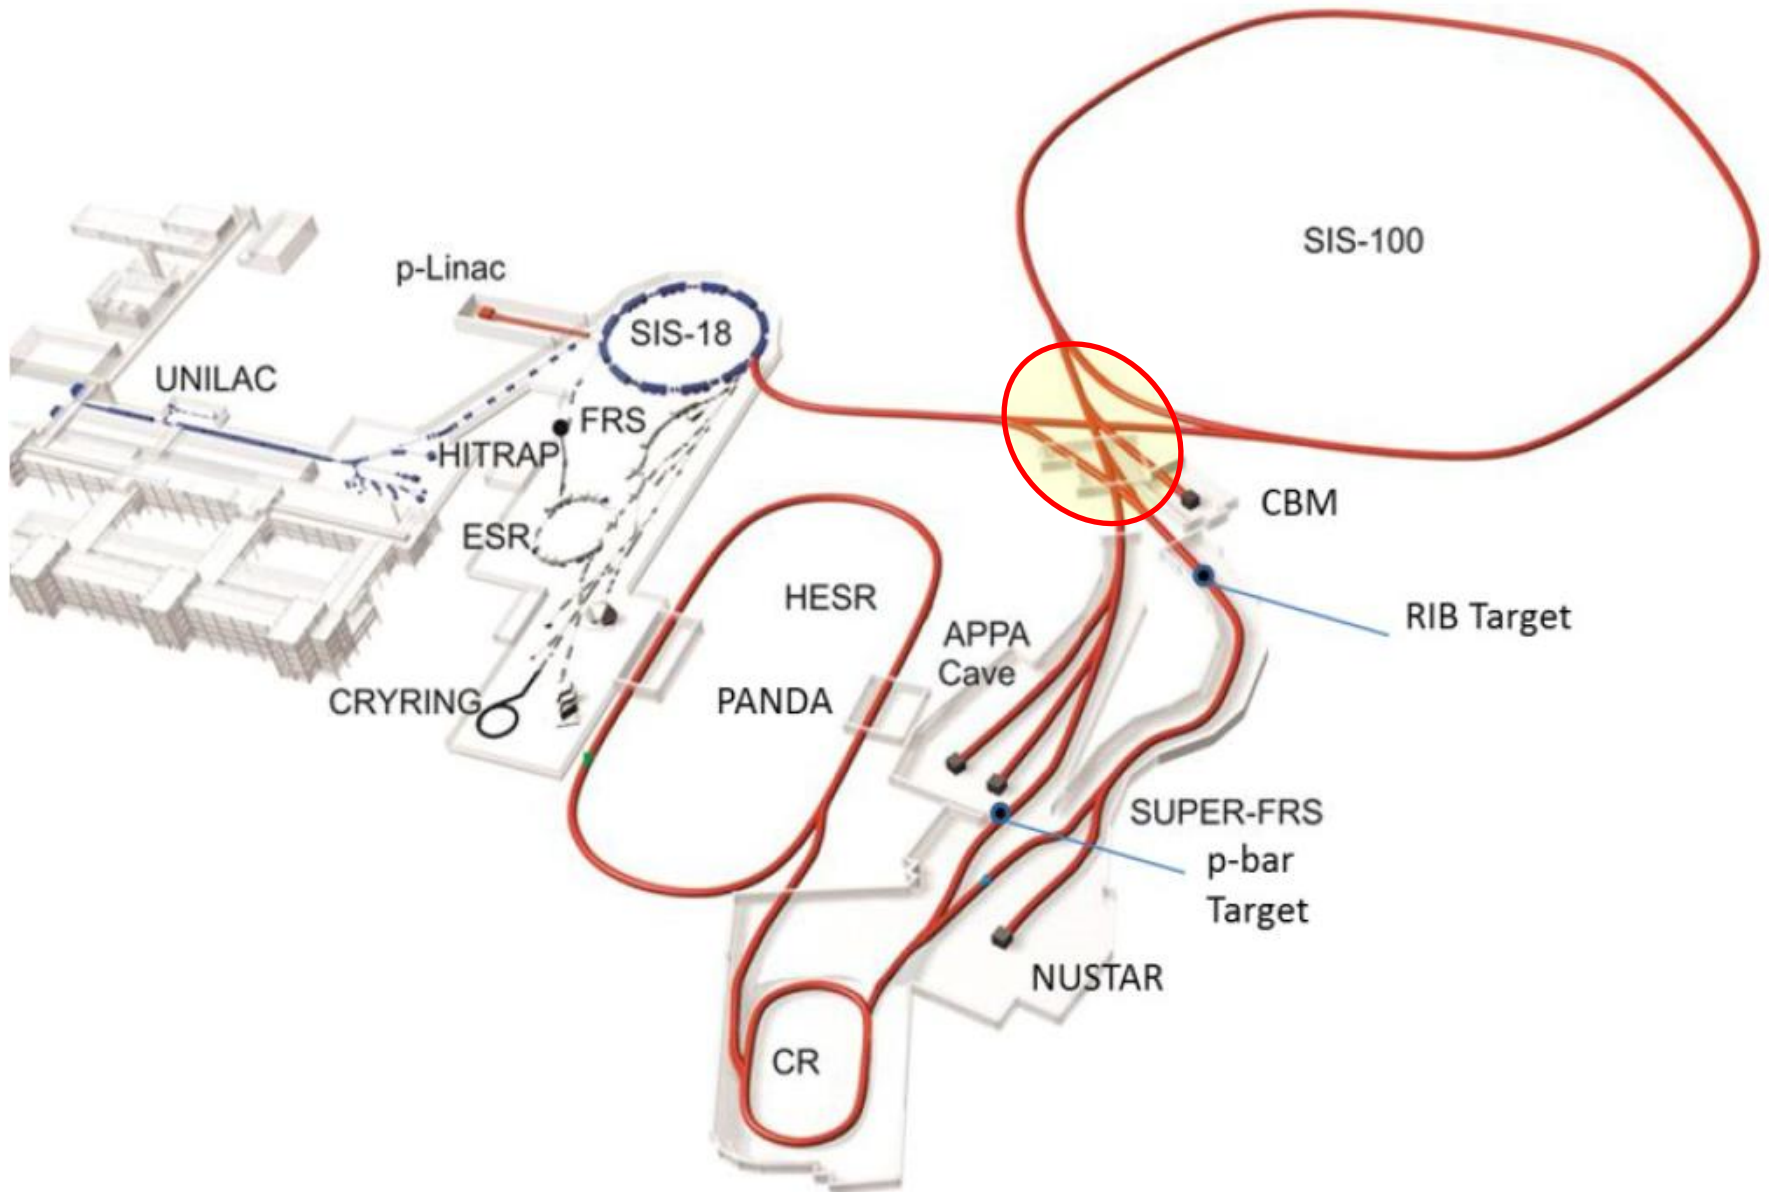 SIS-100
p-Linac
SIS-18
UNILAC
FRS
HITRAP
CBM
ESR
HESR
RIB Target
APPA
Cave
PANDA
CRYRING
SUPER-FRS
p-bar
Target
NUSTAR
CR